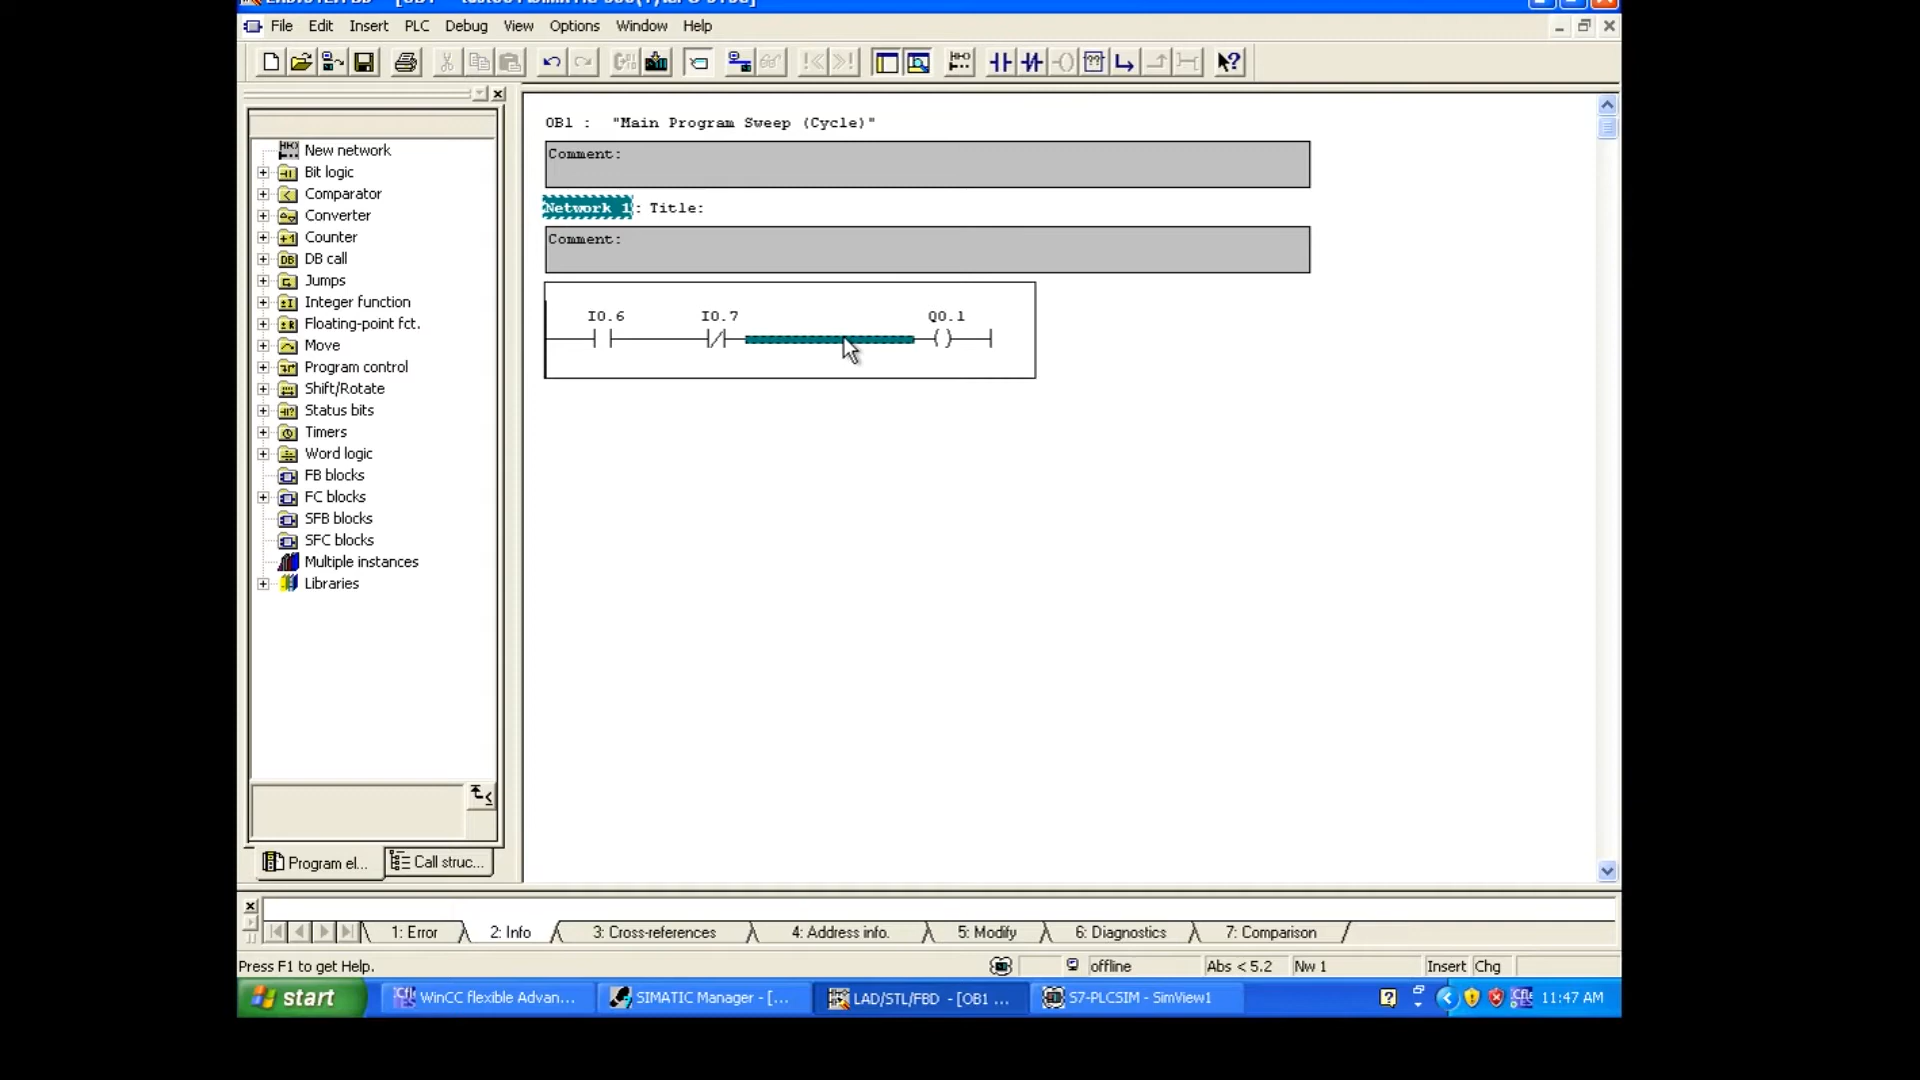 File Edit Insert PLC Debug View Options Window Help
OB1 : "Main Program Sweep (Cycle)"
Comment:
Network 1: Title:
Comment:
I0.6 I0.7 Q0.1
New network
Bit logic
Comparator
Converter
Counter
DB call
Jumps
Integer function
Floating-point fct.
Move
Program control
Shift/Rotate
Status bits
Timers
Word logic
FB blocks
FC blocks
SFB blocks
SFC blocks
Multiple instances
Libraries
Program el... Call struc...
1: Error 2: Info 3: Cross-references 4: Address info. 5: Modify 6: Diagnostics 7: Comparison
Press F1 to get Help. offline Abs < 5.2 Nw 1 Insert Chg
start WinCC flexible Advan... SIMATIC Manager - [... LAD/STL/FBD - [OB1 ... S7-PLCSIM - SimView1 11:47 AM